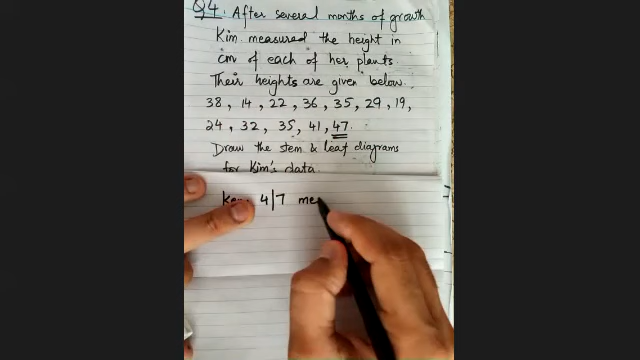 Q4. After several months of growth
Kim measured the height in
cm of each of her plants.
Their heights are given below.
38, 14, 22, 36, 35, 29, 19,
24, 32, 35, 41, 47.
Draw the stem & leaf diagrams
for Kim's data.
4|7 me